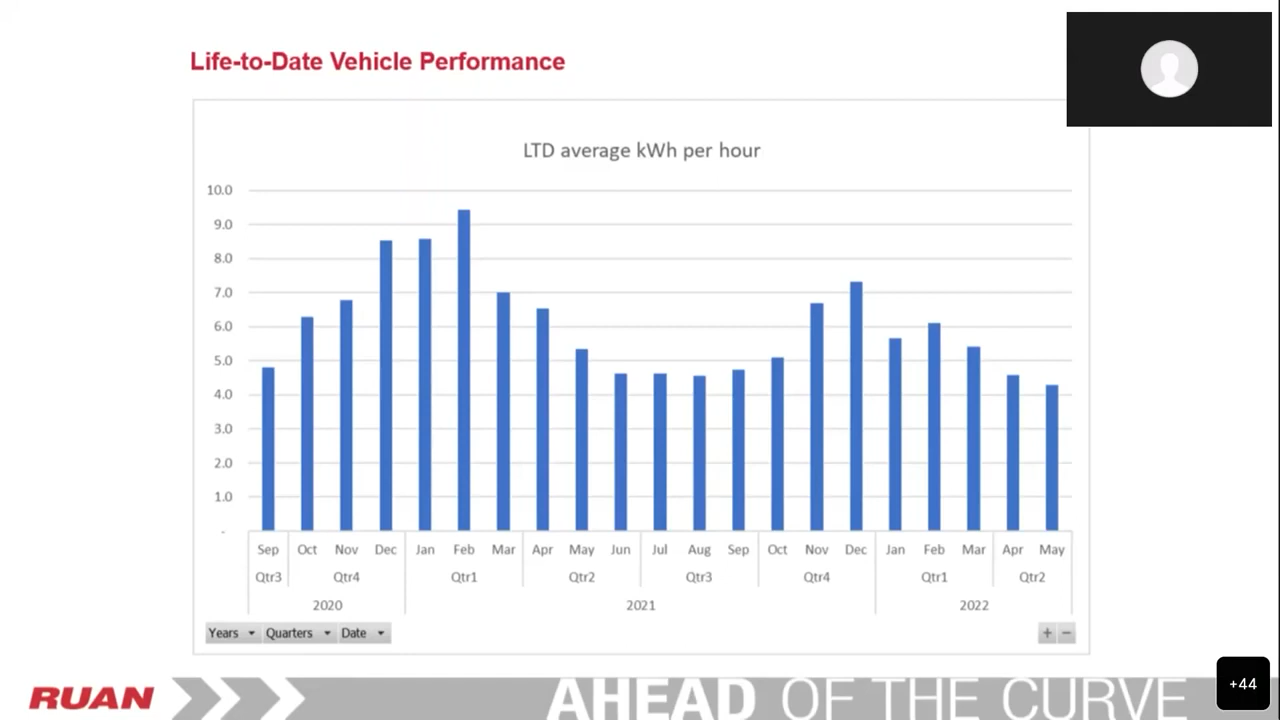 Life-to-Date Vehicle Performance
LTD average kWh per hour
10.0
9.0
8.0
7.0
6.0
5.0
4.0
3.0
2.0
1.0
-
Sep Oct Nov Dec Jan Feb Mar Apr May Jun Jul Aug Sep Oct Nov Dec Jan Feb Mar Apr May
Qtr3 Qtr4 Qtr1 Qtr2 Qtr3 Qtr4 Qtr1 Qtr2
2020 2021 2022
Years Quarters Date + −
RUAN AHEAD OF THE CURVE
+44